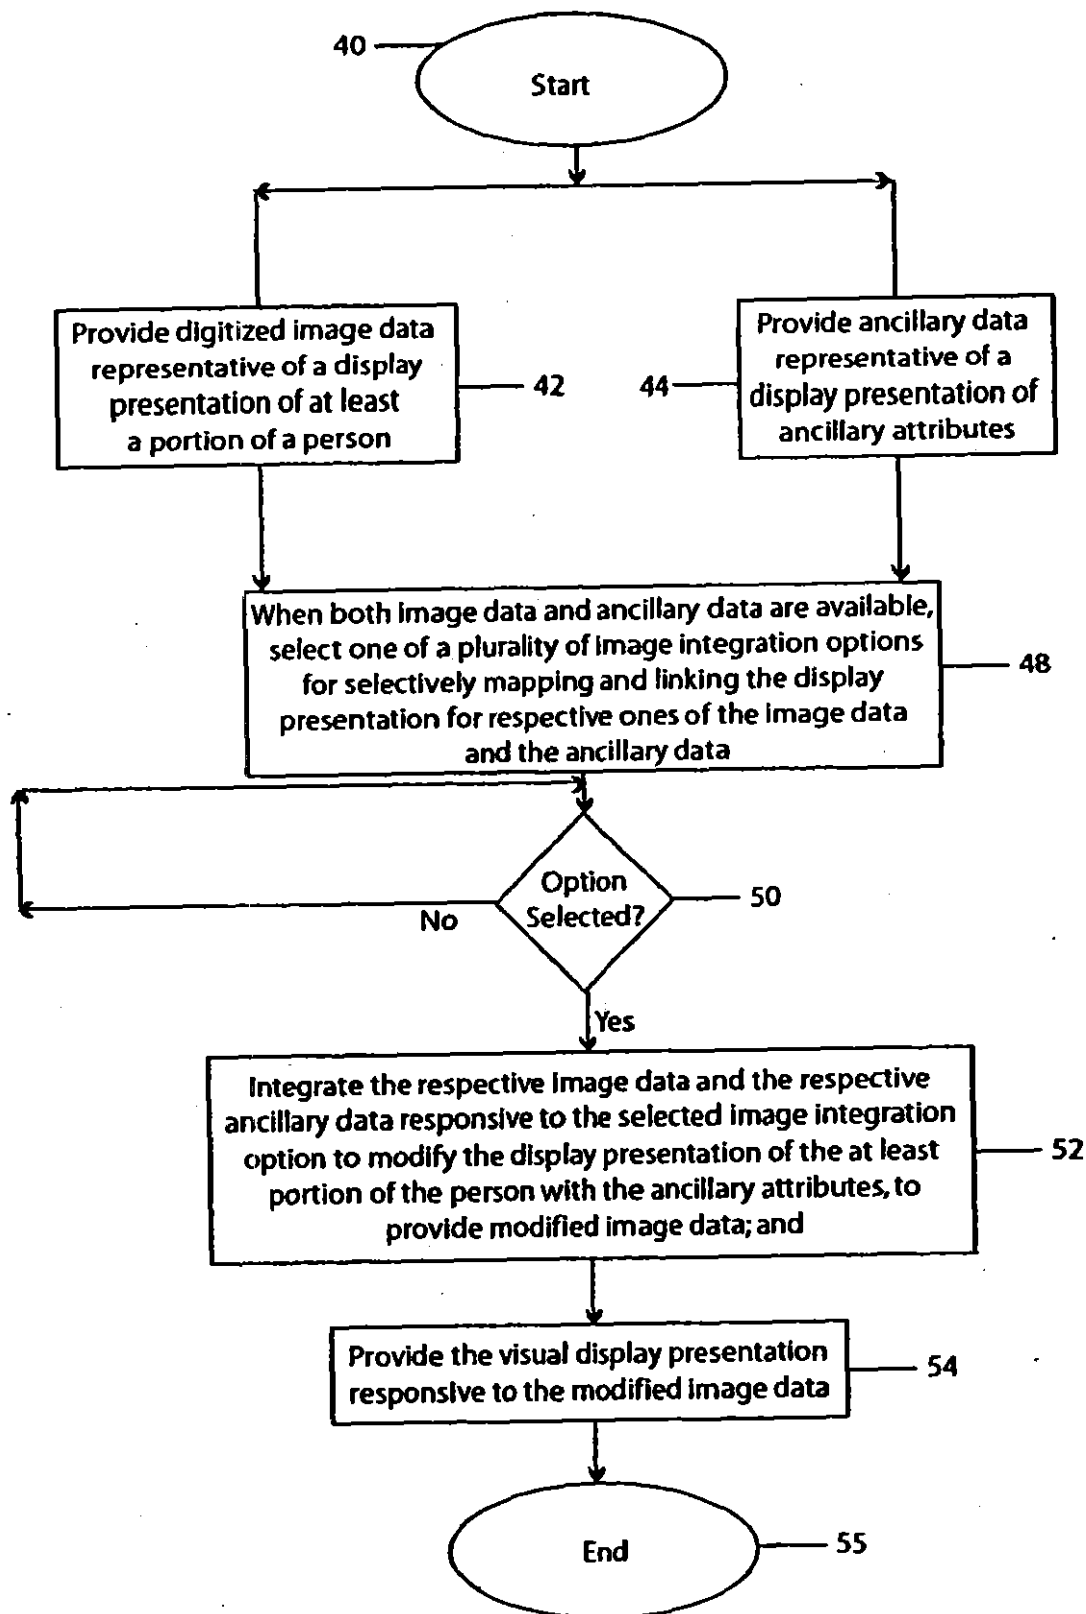 40
Start
Provide digitized image data
representative of a display
presentation of at least
a portion of a person
42
44
Provide ancillary data
representative of a
display presentation of
ancillary attributes
When both image data and ancillary data are available,
select one of a plurality of image integration options
for selectively mapping and linking the display
presentation for respective ones of the image data
and the ancillary data
48
Option
Selected?
50
No
Yes
Integrate the respective image data and the respective
ancillary data responsive to the selected image integration
option to modify the display presentation of the at least
portion of the person with the ancillary attributes, to
provide modified image data; and
52
Provide the visual display presentation
responsive to the modified image data
54
End
55